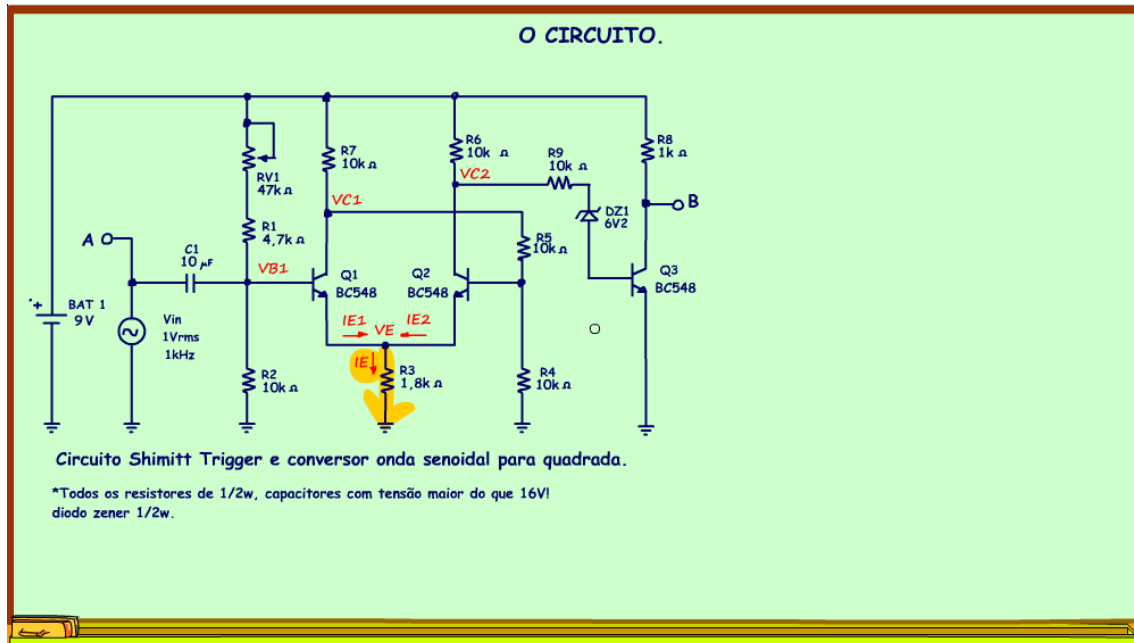 O CIRCUITO.
R7
10k Ω
R6
10k Ω
R9
10k Ω
R8
1k Ω
RV1
47k Ω
VC1
VC2
DZ1
6V2
B
A
R1
4,7k Ω
R5
10k Ω
C1
10 µF
VB1
Q1
BC548
Q2
BC548
Q3
BC548
+
BAT 1
9V
Vin
1Vrms
1kHz
IE1
VE
IE2
IE
R2
10k Ω
R3
1,8k Ω
R4
10k Ω
Circuito Shimitt Trigger e conversor onda senoidal para quadrada.
*Todos os resistores de 1/2w, capacitores com tensão maior do que 16V!
diodo zener 1/2w.